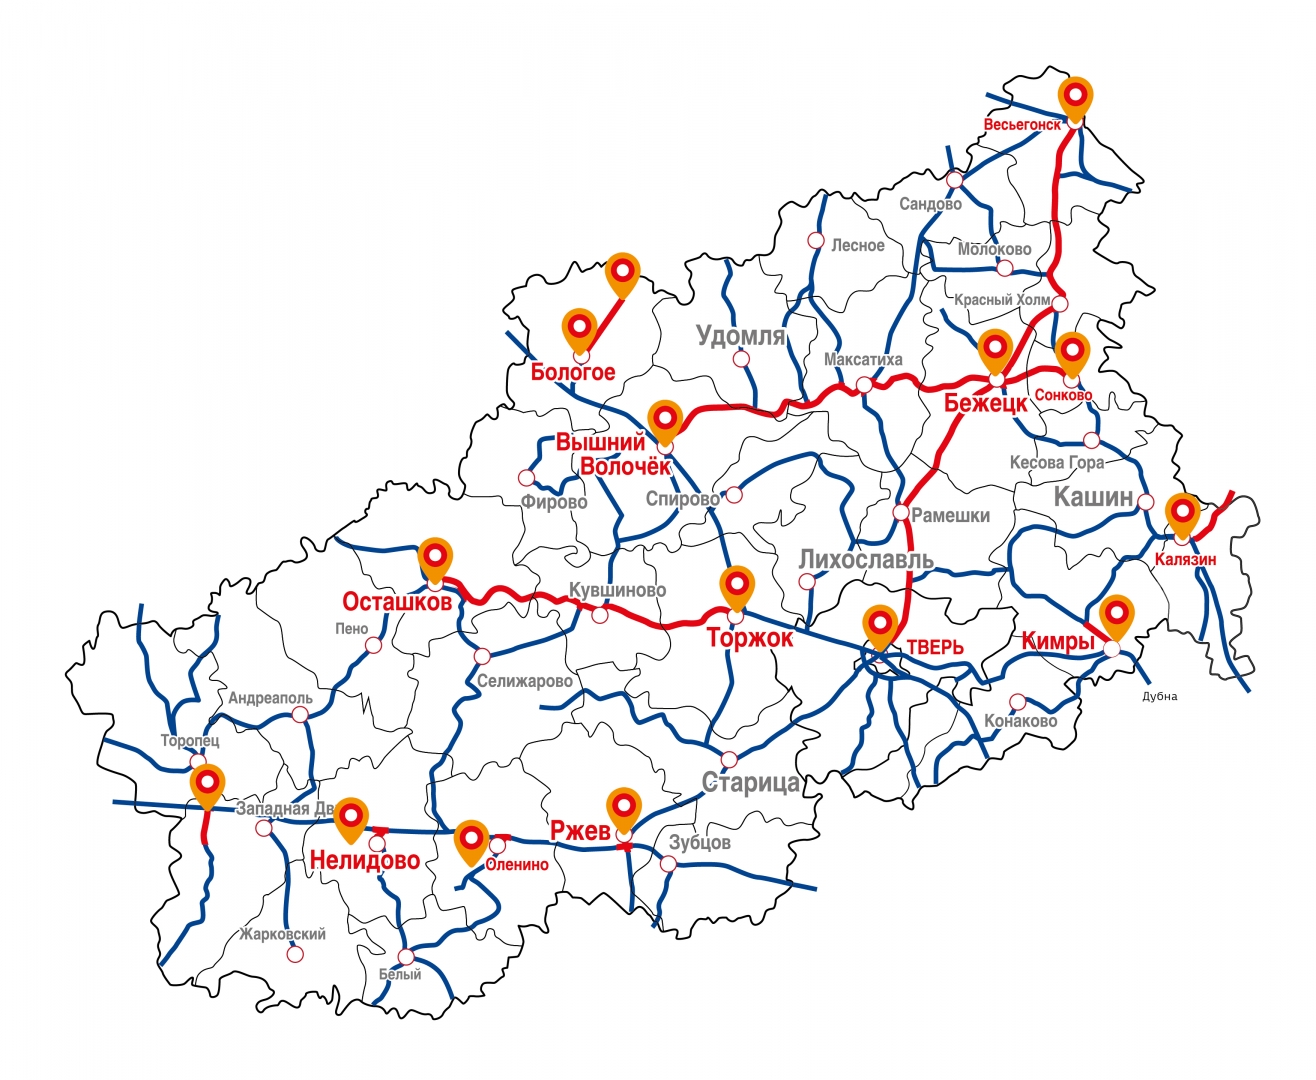 Весьегонск
Сандово
Лесное
Молоково
Красный Холм
Удомля
Максатиха
Бологое
Бежецк
Сонково
Вышний
Волочёк
Кесова Гора
Фирово
Спирово
Кашин
Рамешки
Калязин
Лихославль
Осташков
Кувшиново
Пено
Торжок
ТВЕРЬ
Кимры
Селижарово
Дубна
Андреаполь
Конаково
Торопец
Старица
Западная Дв
Ржев
Зубцов
Нелидово
Оленино
Жарковский
Белый